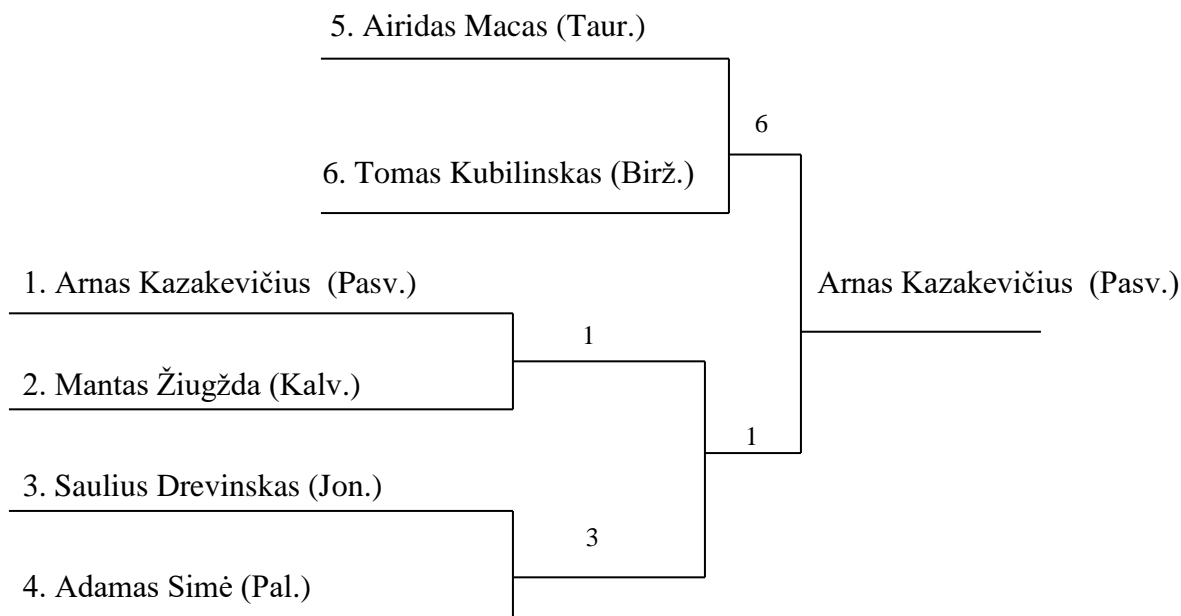 5. Airidas Macas (Taur.)
6
6. Tomas Kubilinskas (Birž.)
1. Arnas Kazakevičius (Pasv.)
Arnas Kazakevičius (Pasv.)
1
2. Mantas Žiugžda (Kalv.)
1
3. Saulius Drevinskas (Jon.)
3
4. Adamas Simė (Pal.)